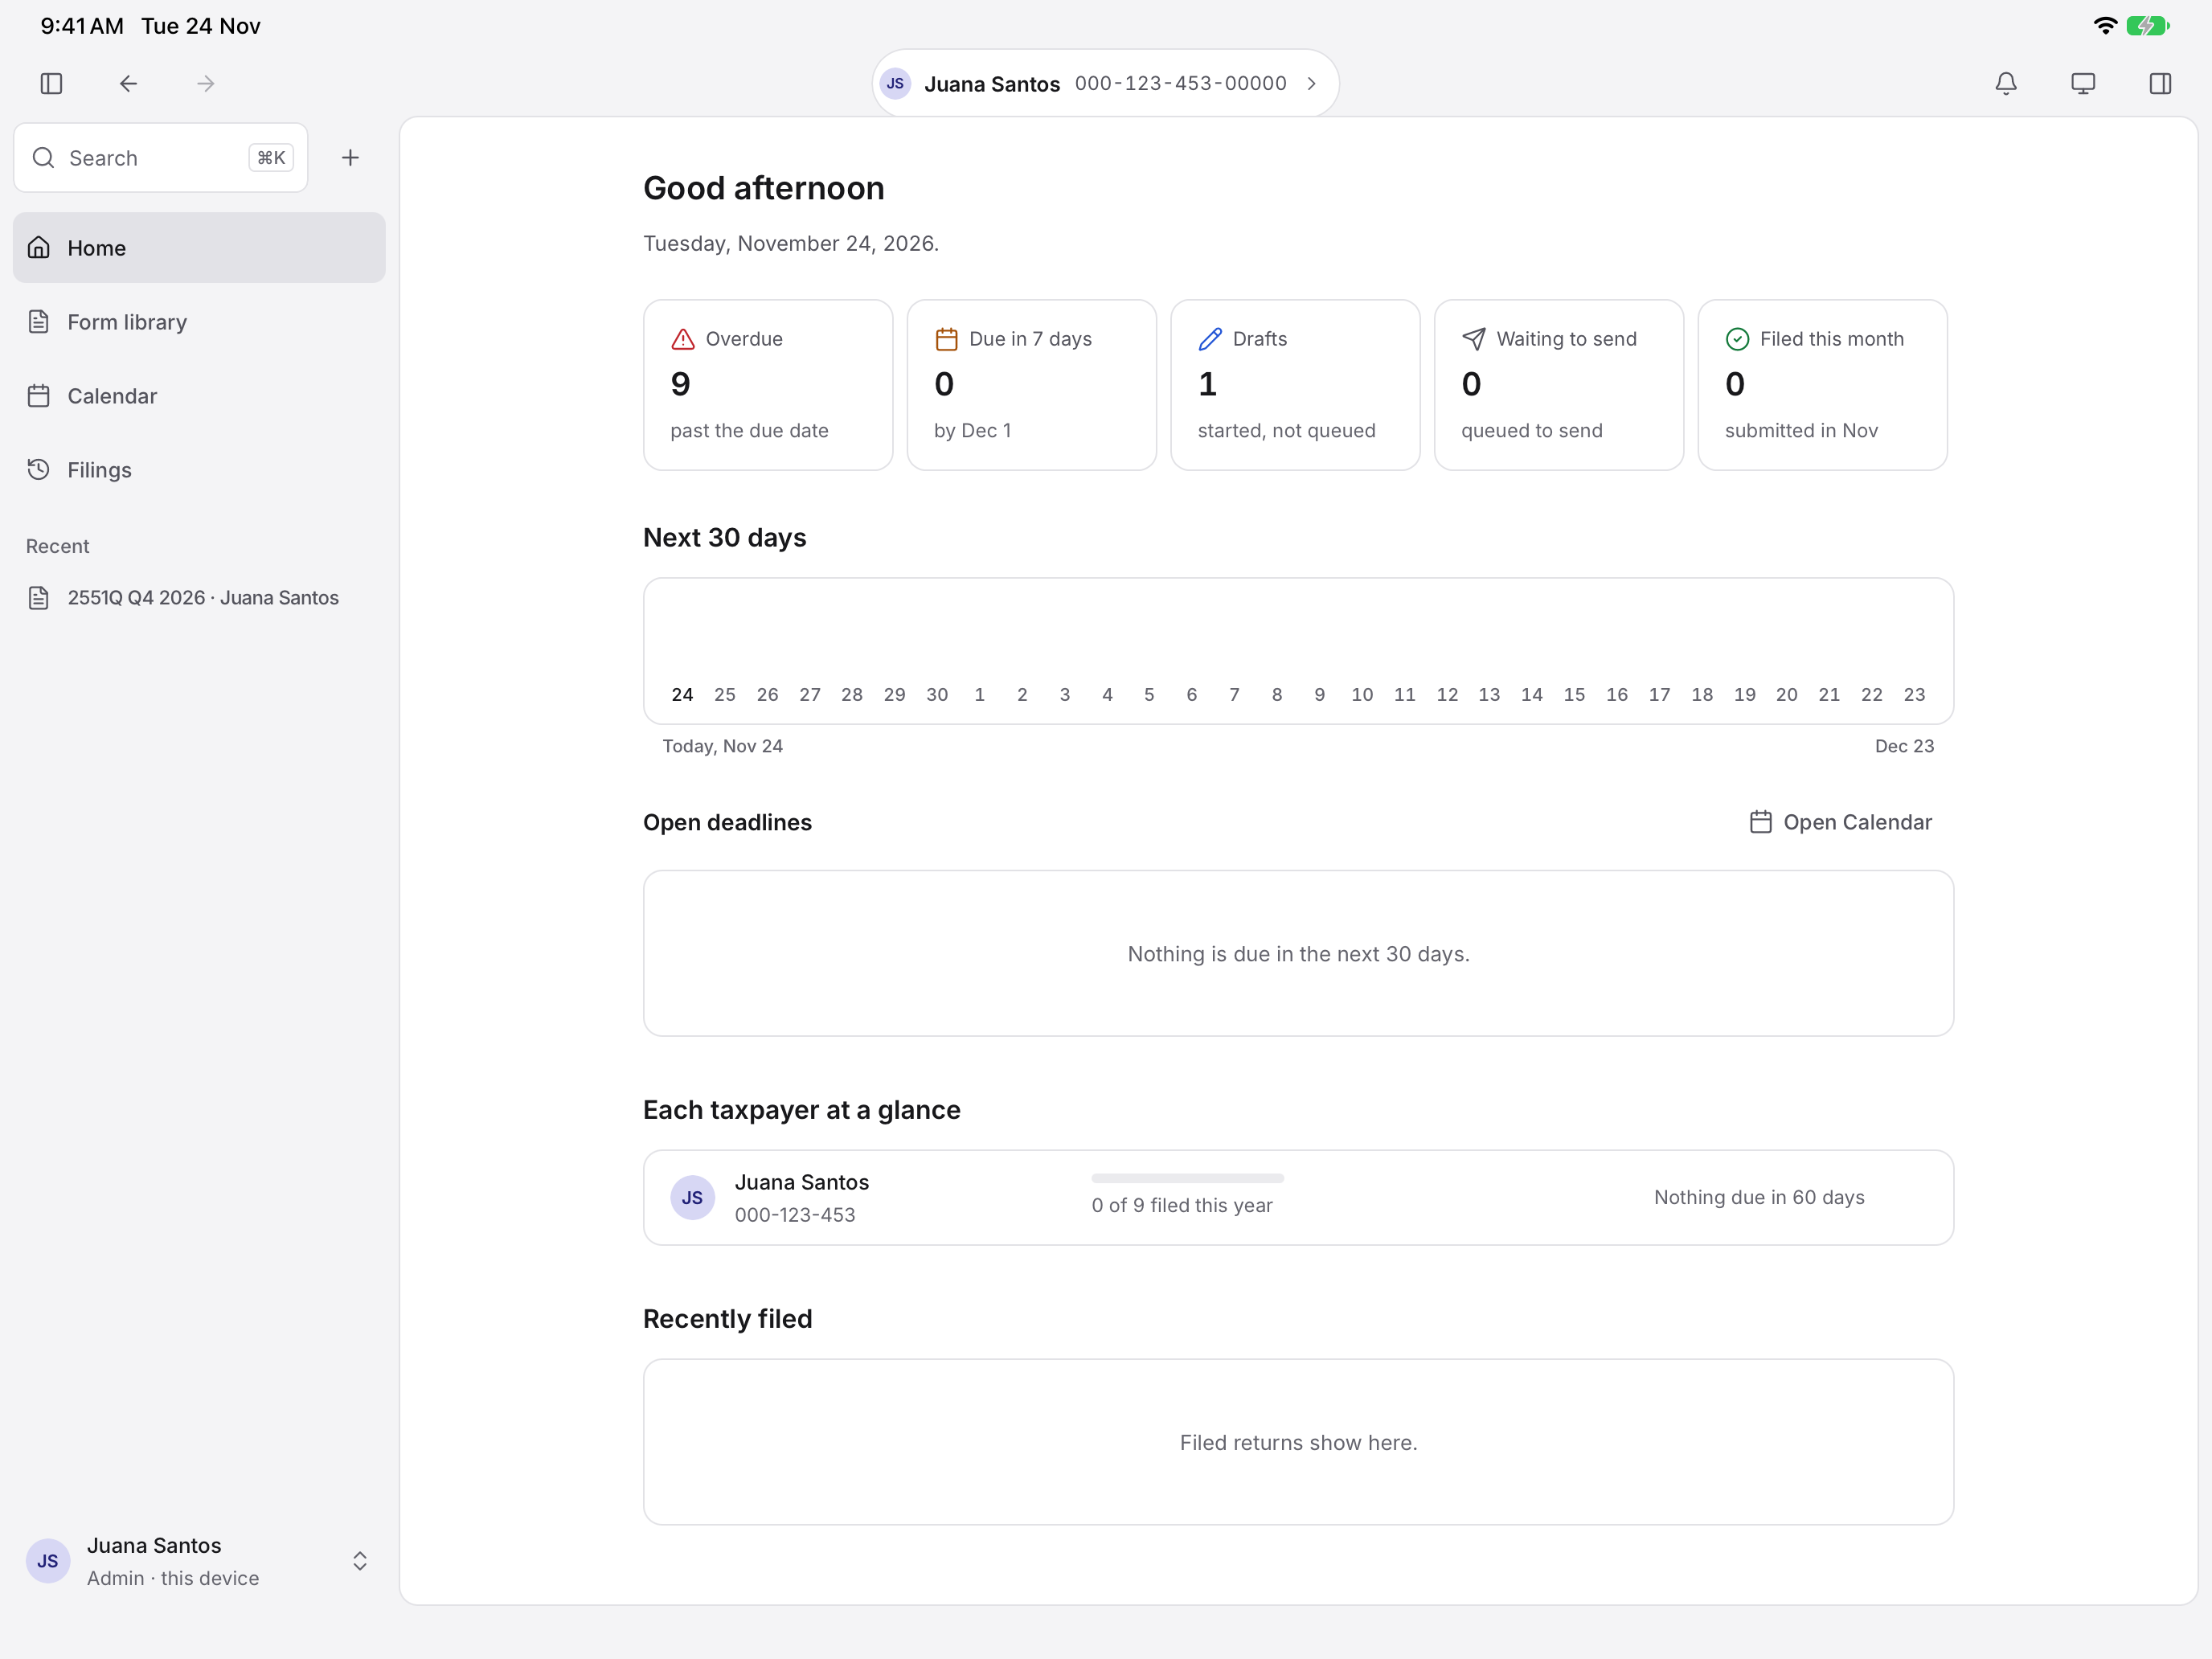 9:41 AM Tue 24 Nov
JS Juana Santos 000-123-453-00000
Search ⌘K
Home
Form library
Calendar
Filings
Recent
2551Q Q4 2026 · Juana Santos
JS Juana Santos
Admin · this device
Good afternoon
Tuesday, November 24, 2026.
Overdue
9
past the due date
Due in 7 days
0
by Dec 1
Drafts
1
started, not queued
Waiting to send
0
queued to send
Filed this month
0
submitted in Nov
Next 30 days
24 25 26 27 28 29 30 1 2 3 4 5 6 7 8 9 10 11 12 13 14 15 16 17 18 19 20 21 22 23
Today, Nov 24 Dec 23
Open deadlines Open Calendar
Nothing is due in the next 30 days.
Each taxpayer at a glance
JS Juana Santos
000-123-453
0 of 9 filed this year
Nothing due in 60 days
Recently filed
Filed returns show here.